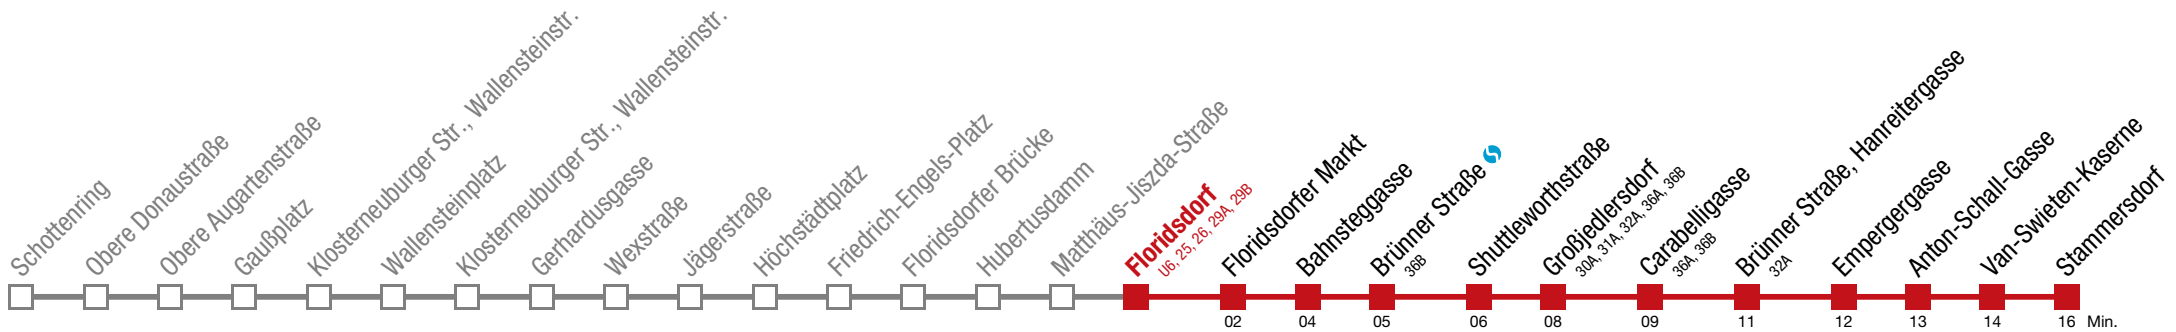 Schottenring
Obere Donaustraße
Obere Augartenstraße
Gaußplatz
Klosterneuburger Str., Wallensteinstr.
Wallensteinplatz
Klosterneuburger Str., Wallensteinstr.
Gerhardusgasse
Wexstraße
Jägerstraße
Höchstädtplatz
Friedrich-Engels-Platz
Floridsdorfer Brücke
Hubertusdamm
Matthäus-Jiszda-Straße
Floridsdorf
U6, 25, 26, 29A, 29B
Floridsdorfer Markt
Bahnsteggasse
Brünner Straße
36B
Shuttleworthstraße
Großjedlersdorf
30A, 31A, 32A, 36A, 36B
Carabelligasse
36A, 36B
Brünner Straße, Hanreitergasse
32A
Empergergasse
Anton-Schall-Gasse
Van-Swieten-Kaserne
Stammersdorf
02 04 05 06 08 09 11 12 13 14 16 Min.